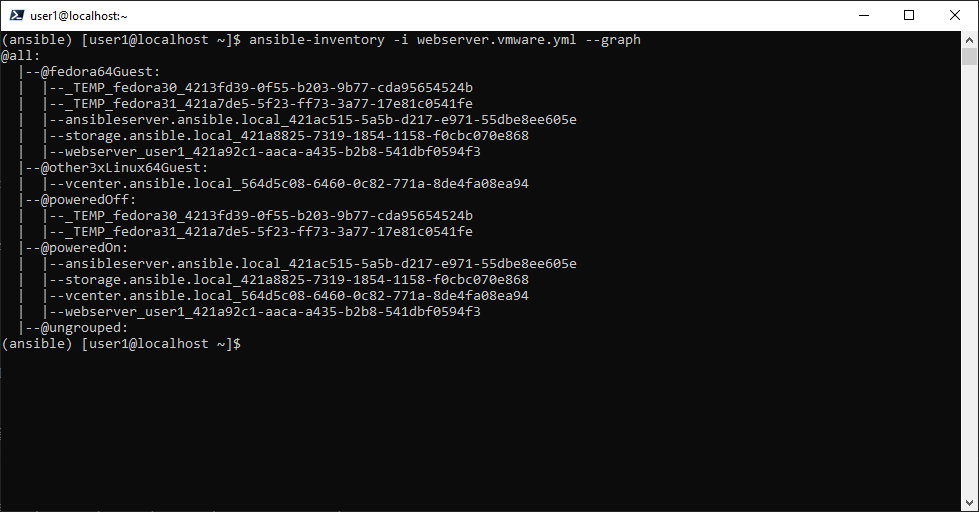 user1@localhost:~
(ansible) [user1@localhost ~]$ ansible-inventory -i webserver.vmware.yml --graph
@all:
  |--@fedora64Guest:
  |  |--_TEMP_fedora30_4213fd39-0f55-b203-9b77-cda95654524b
  |  |--_TEMP_fedora31_421a7de5-5f23-ff73-3a77-17e81c0541fe
  |  |--ansibleserver.ansible.local_421ac515-5a5b-d217-e971-55dbe8ee605e
  |  |--storage.ansible.local_421a8825-7319-1854-1158-f0cbc070e868
  |  |--webserver_user1_421a92c1-aaca-a435-b2b8-541dbf0594f3
  |--@other3xLinux64Guest:
  |  |--vcenter.ansible.local_564d5c08-6460-0c82-771a-8de4fa08ea94
  |--@poweredOff:
  |  |--_TEMP_fedora30_4213fd39-0f55-b203-9b77-cda95654524b
  |  |--_TEMP_fedora31_421a7de5-5f23-ff73-3a77-17e81c0541fe
  |--@poweredOn:
  |  |--ansibleserver.ansible.local_421ac515-5a5b-d217-e971-55dbe8ee605e
  |  |--storage.ansible.local_421a8825-7319-1854-1158-f0cbc070e868
  |  |--vcenter.ansible.local_564d5c08-6460-0c82-771a-8de4fa08ea94
  |  |--webserver_user1_421a92c1-aaca-a435-b2b8-541dbf0594f3
  |--@ungrouped:
(ansible) [user1@localhost ~]$